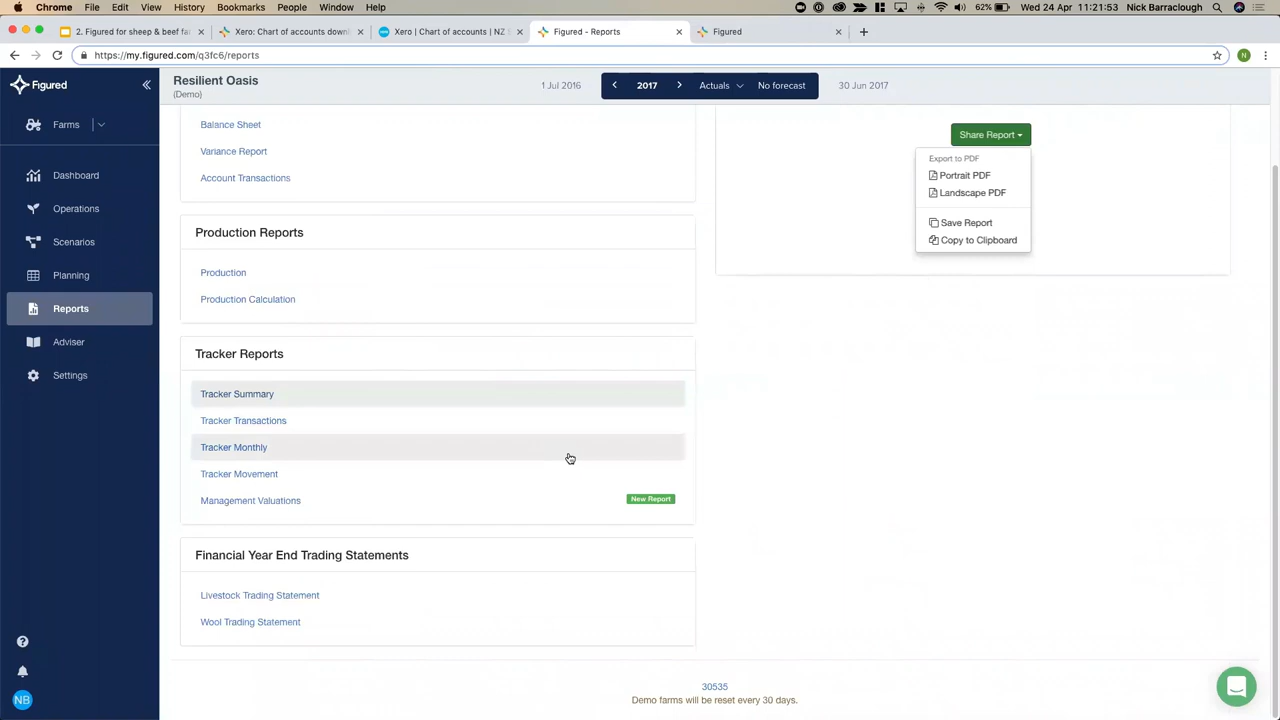 Chrome File Edit View History Bookmarks People Window Help
62% Wed 24 Apr 11:21:53 Nick Barraclough
2. Figured for sheep & beef fa
Xero: Chart of accounts downl
Xero | Chart of accounts | NZ S
Figured - Reports
Figured
https://my.figured.com/q3fc6/reports
N
Figured
Farms
Dashboard
Operations
Scenarios
Planning
Reports
Adviser
Settings
NB
Resilient Oasis
(Demo)
1 Jul 2016
2017
Actuals
No forecast
30 Jun 2017
Balance Sheet
Variance Report
Account Transactions
Production Reports
Production
Production Calculation
Tracker Reports
Tracker Summary
Tracker Transactions
Tracker Monthly
Tracker Movement
Management Valuations
New Report
Financial Year End Trading Statements
Livestock Trading Statement
Wool Trading Statement
Share Report
Export to PDF
Portrait PDF
Landscape PDF
Save Report
Copy to Clipboard
30535
Demo farms will be reset every 30 days.